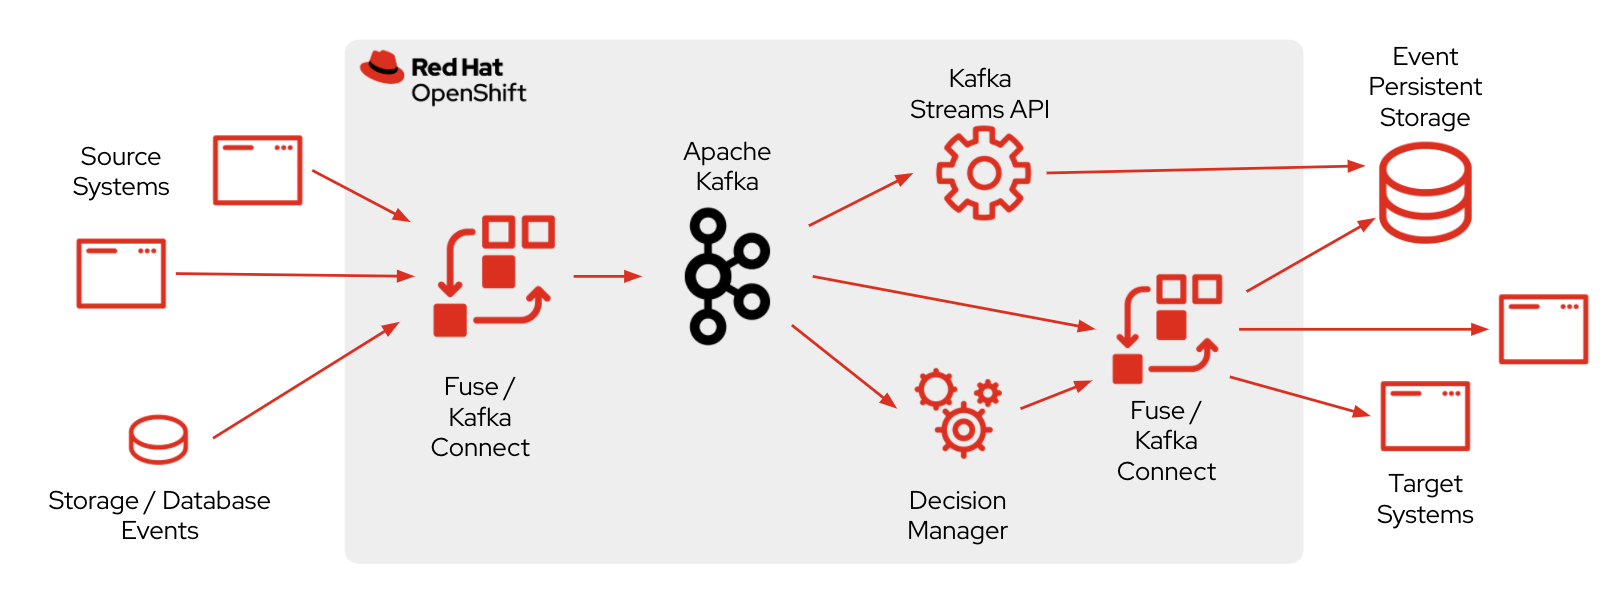 Red Hat
OpenShift
Source
Systems
Storage / Database
Events
Fuse /
Kafka
Connect
Apache
Kafka
Kafka
Streams API
Decision
Manager
Fuse /
Kafka
Connect
Event
Persistent
Storage
Target
Systems